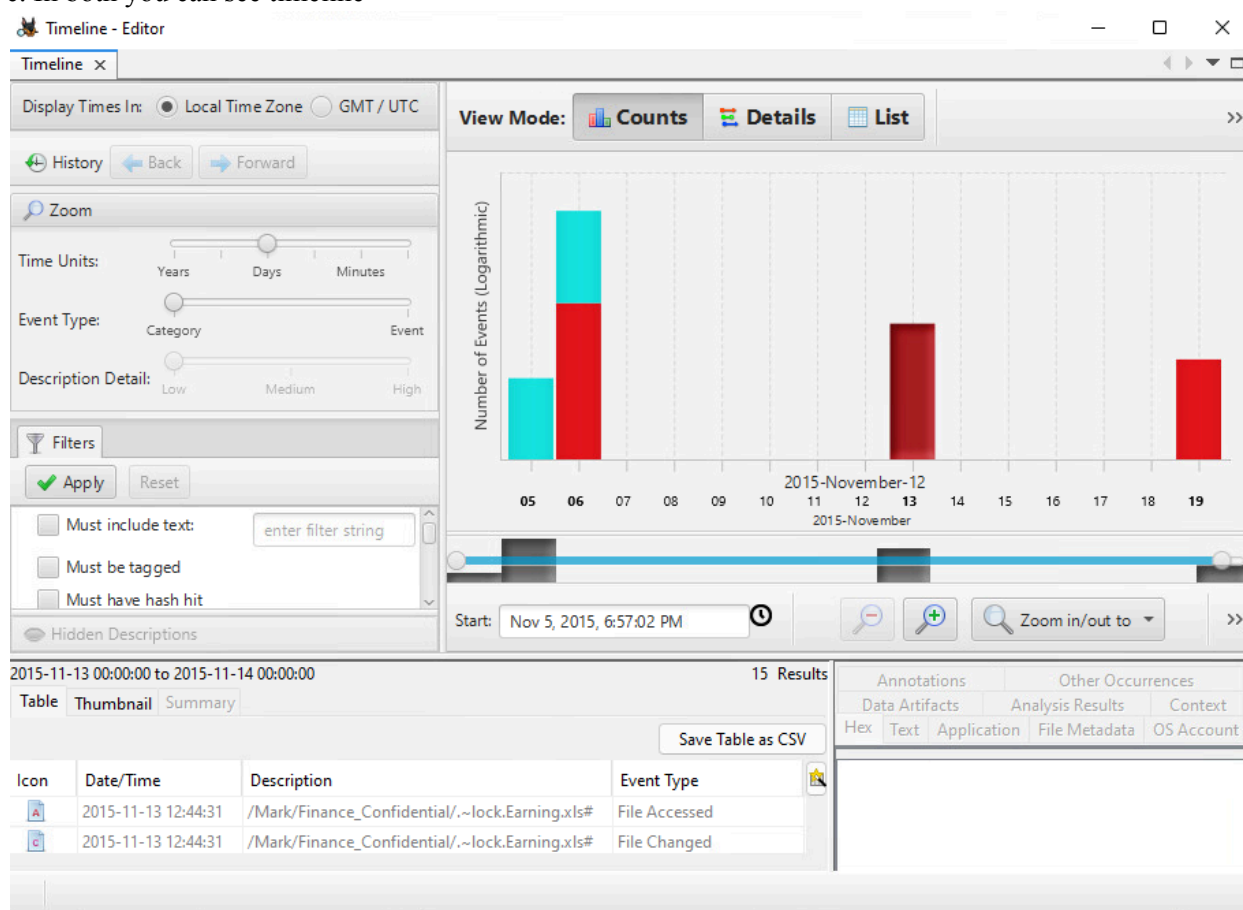 Timeline - Editor
Timeline
Display Times In: Local Time Zone GMT / UTC
History Back Forward
Zoom
Time Units:
Years Days Minutes
Event Type:
Category Event
Description Detail:
Low Medium High
Filters
Apply Reset
Must include text: enter filter string
Must be tagged
Must have hash hit
Hidden Descriptions
View Mode: Counts Details List
Number of Events (Logarithmic)
2015-November-12
05 06 07 08 09 10 11 12 13 14 15 16 17 18 19
2015-November
Start: Nov 5, 2015, 6:57:02 PM Zoom in/out to
2015-11-13 00:00:00 to 2015-11-14 00:00:00 15 Results
Table Thumbnail Summary
Save Table as CSV
Icon Date/Time Description Event Type
A 2015-11-13 12:44:31 /Mark/Finance_Confidential/.~lock.Earning.xls# File Accessed
C 2015-11-13 12:44:31 /Mark/Finance_Confidential/.~lock.Earning.xls# File Changed
Annotations Other Occurrences
Data Artifacts Analysis Results Context
Hex Text Application File Metadata OS Account